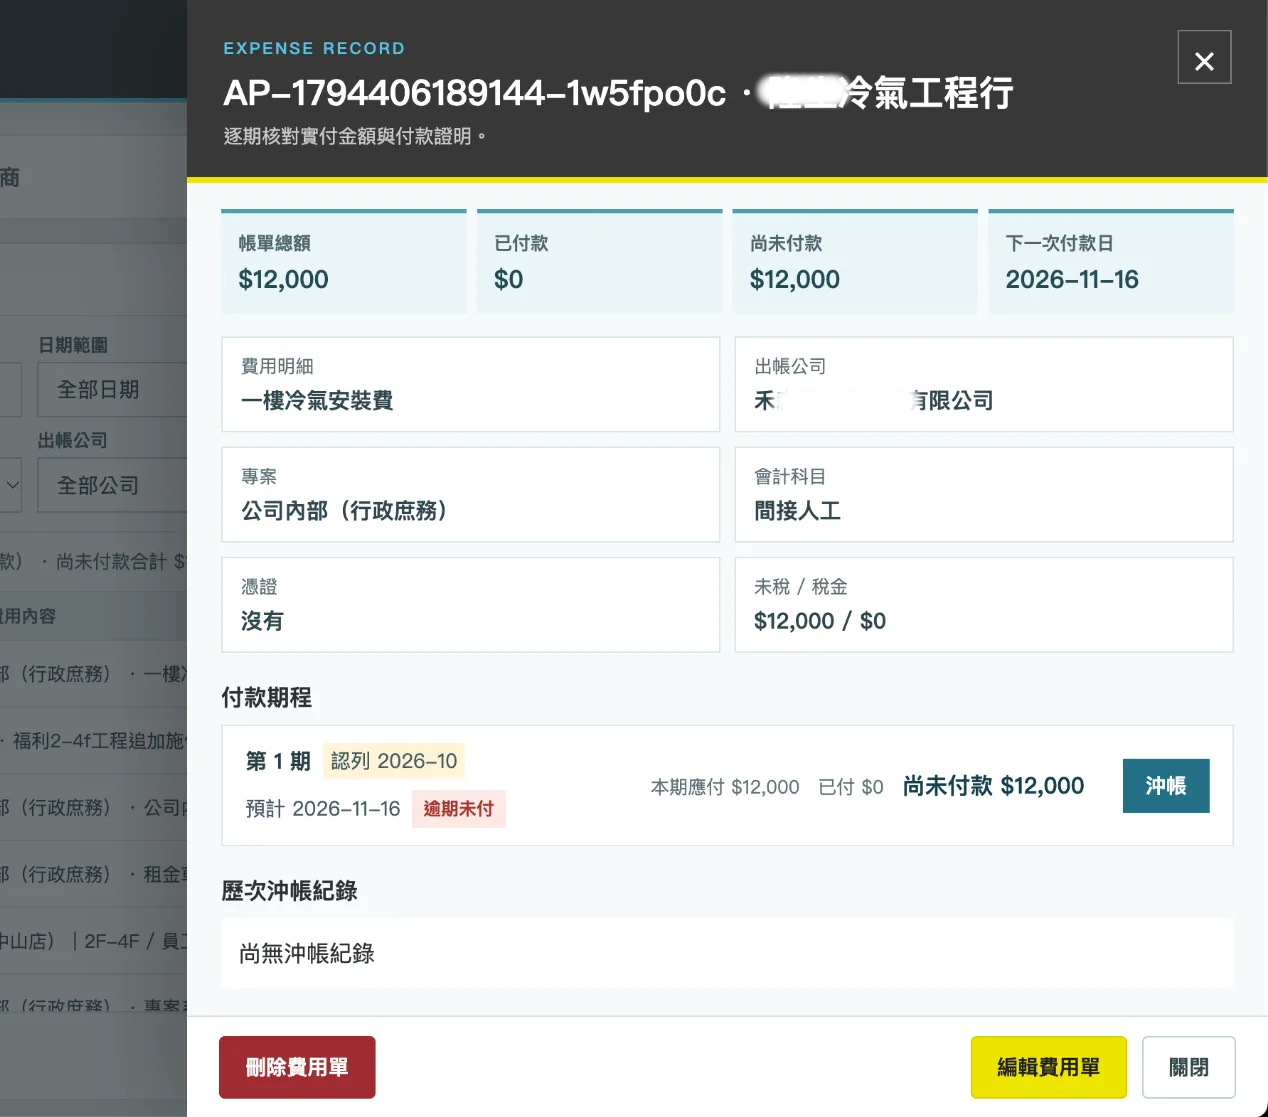 EXPENSE RECORD
AP-1794406189144-1w5fpo0c · 冷氣工程行
逐期核對實付金額與付款證明。
帳單總額
$12,000
已付款
$0
尚未付款
$12,000
下一次付款日
2026-11-16
費用明細
一樓冷氣安裝費
出帳公司
禾 有限公司
專案
公司內部（行政庶務）
會計科目
間接人工
憑證
沒有
未稅 / 稅金
$12,000 / $0
付款期程
第 1 期 認列 2026-10
預計 2026-11-16 逾期未付
本期應付 $12,000 已付 $0 尚未付款 $12,000
沖帳
歷次沖帳紀錄
尚無沖帳紀錄
刪除費用單
編輯費用單
關閉
商
日期範圍
全部日期
出帳公司
全部公司
款） · 尚未付款合計 $
用內容
（行政庶務） · 一樓
· 福利2-4f工程追加施
（行政庶務） · 公司
（行政庶務） · 租金
中山店）｜2F-4F / 員
（行政庶務） · 專案